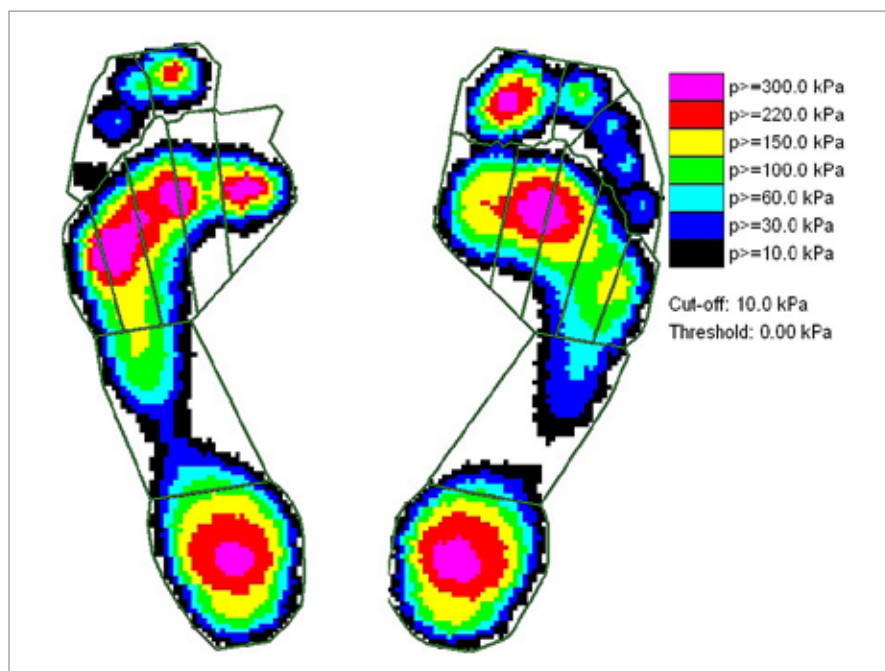 p>=300.0 kPa
p>=220.0 kPa
p>=150.0 kPa
p>=100.0 kPa
p>=60.0 kPa
p>=30.0 kPa
p>=10.0 kPa
Cut-off: 10.0 kPa
Threshold: 0.00 kPa